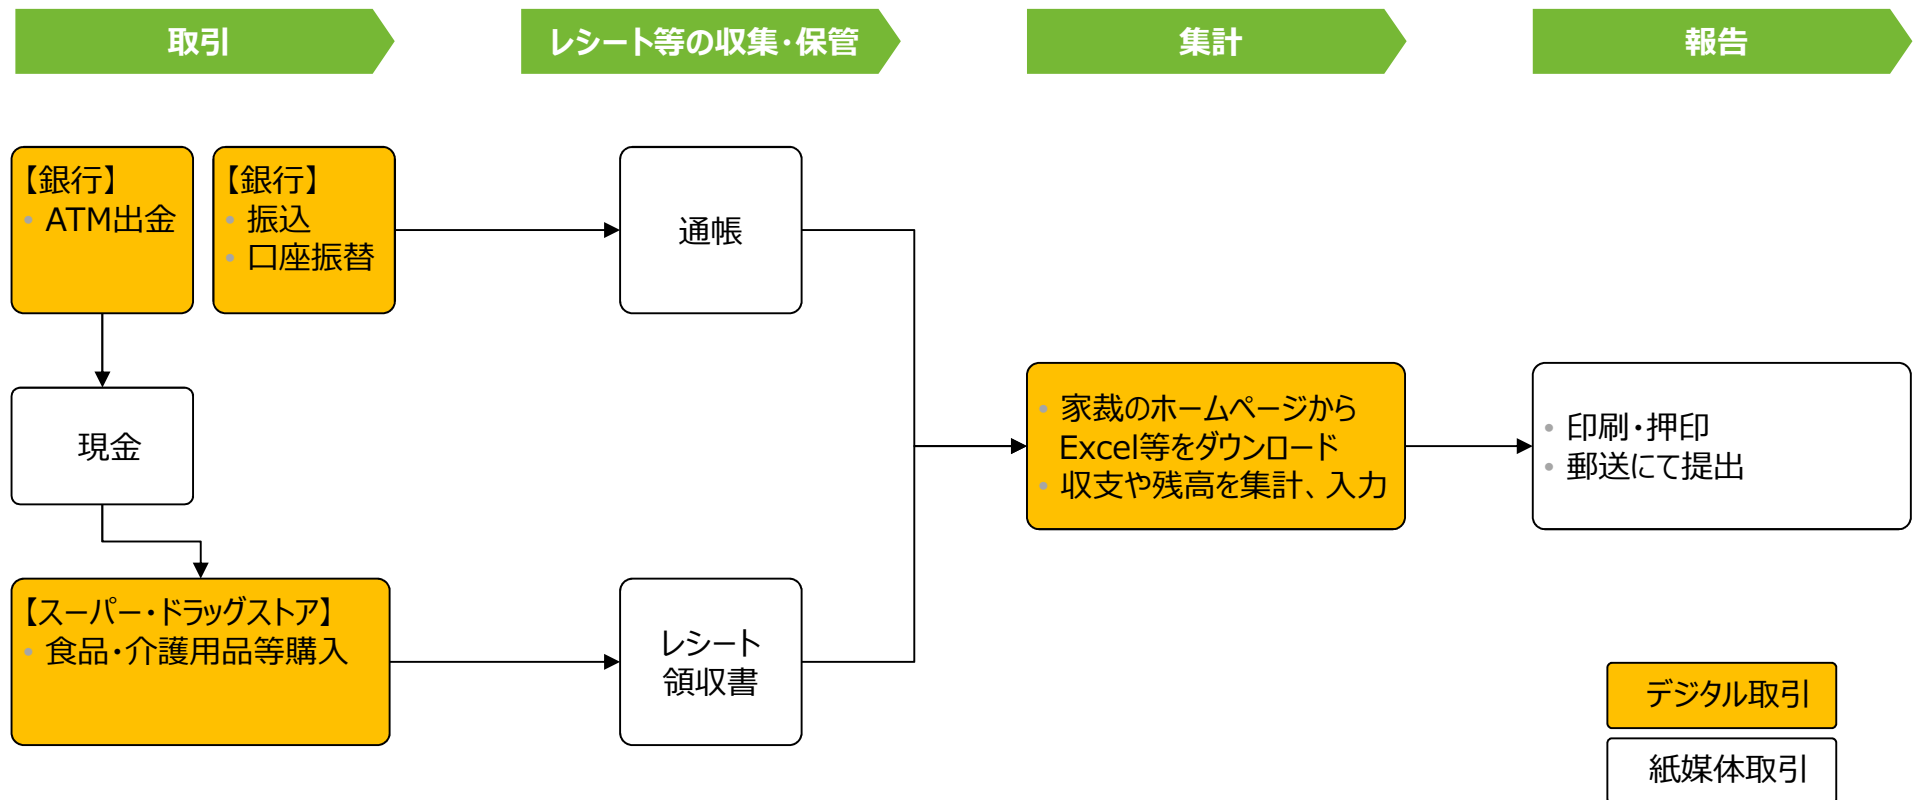 取引
レシート等の収集・保管
集計
報告
【銀行】
• ATM出金
【銀行】
• 振込
• 口座振替
通帳
現金
• 家裁のホームページから
Excel等をダウンロード
• 収支や残高を集計、入力
• 印刷・押印
• 郵送にて提出
【スーパー・ドラッグストア】
• 食品・介護用品等購入
レシート
領収書
デジタル取引
紙媒体取引